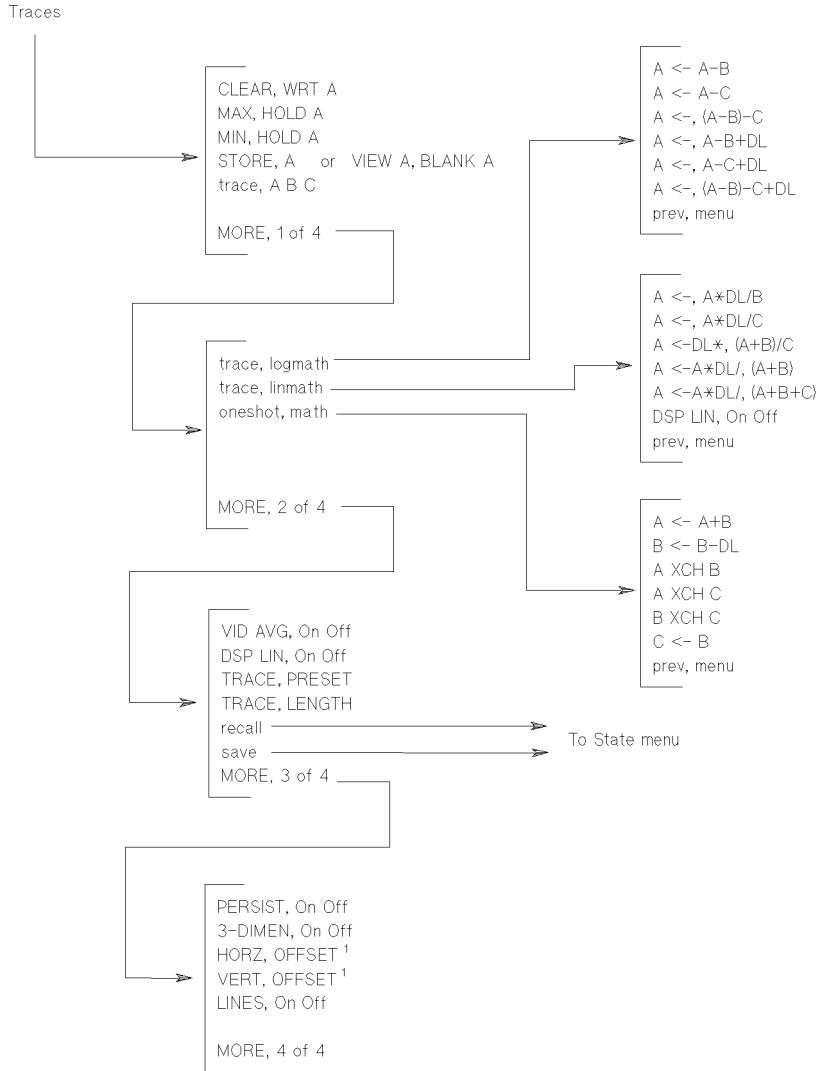 Traces
CLEAR, WRT A
MAX, HOLD A
MIN, HOLD A
STORE, A or VIEW A, BLANK A
trace, A B C
MORE, 1 of 4
A <- A-B
A <- A-C
A <-, (A-B)-C
A <-, A-B+DL
A <-, A-C+DL
A <-, (A-B)-C+DL
prev, menu
trace, logmath
trace, linmath
oneshot, math
MORE, 2 of 4
A <-, A*DL/B
A <-, A*DL/C
A <-DL*, (A+B)/C
A <-A*DL/, (A+B)
A <-A*DL/, (A+B+C)
DSP LIN, On Off
prev, menu
A <- A+B
B <- B-DL
A XCH B
A XCH C
B XCH C
C <- B
prev, menu
VID AVG, On Off
DSP LIN, On Off
TRACE, PRESET
TRACE, LENGTH
recall
save
MORE, 3 of 4
To State menu
PERSIST, On Off
3-DIMEN, On Off
HORZ, OFFSET 1
VERT, OFFSET 1
LINES, On Off
MORE, 4 of 4